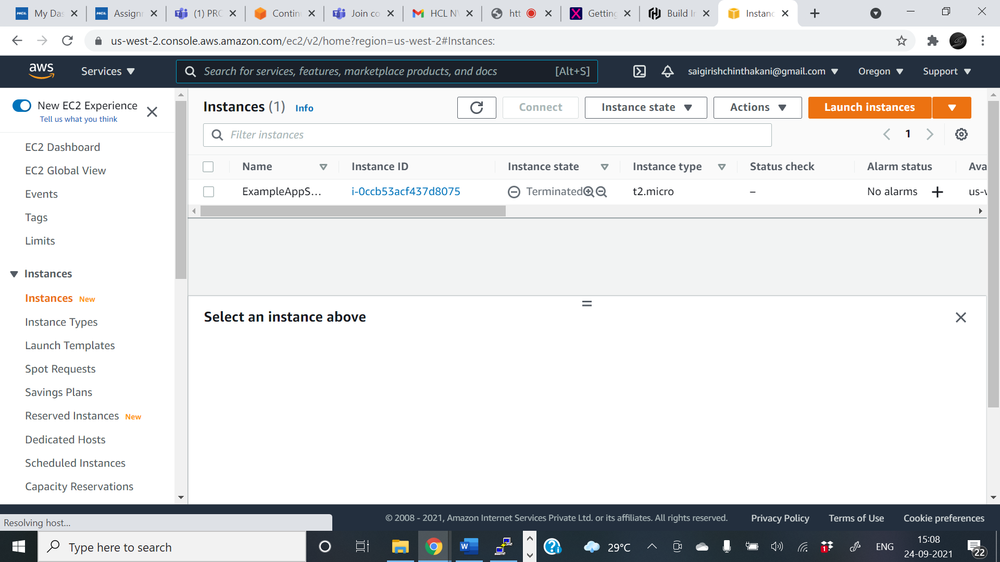 My Das
Assignr
(1) PRO
Contin
Join co
HCL NV
htt
Getting
Build In
Instanc
us-west-2.console.aws.amazon.com/ec2/v2/home?region=us-west-2#Instances:
aws
Services
Search for services, features, marketplace products, and docs
[Alt+S]
saigirishchinthakani@gmail.com
Oregon
Support
New EC2 Experience
Tell us what you think
EC2 Dashboard
EC2 Global View
Events
Tags
Limits
Instances
Instances New
Instance Types
Launch Templates
Spot Requests
Savings Plans
Reserved Instances New
Dedicated Hosts
Scheduled Instances
Capacity Reservations
Instances (1) Info
Connect
Instance state
Actions
Launch instances
Filter instances
1
Name Instance ID Instance state Instance type Status check Alarm status Ava
ExampleAppS... i-0ccb53acf437d8075 Terminated t2.micro – No alarms us-w
Select an instance above
Resolving host...
© 2008 - 2021, Amazon Internet Services Private Ltd. or its affiliates. All rights reserved.
Privacy Policy
Terms of Use
Cookie preferences
Type here to search
29°C
1
ENG
15:08
24-09-2021
22